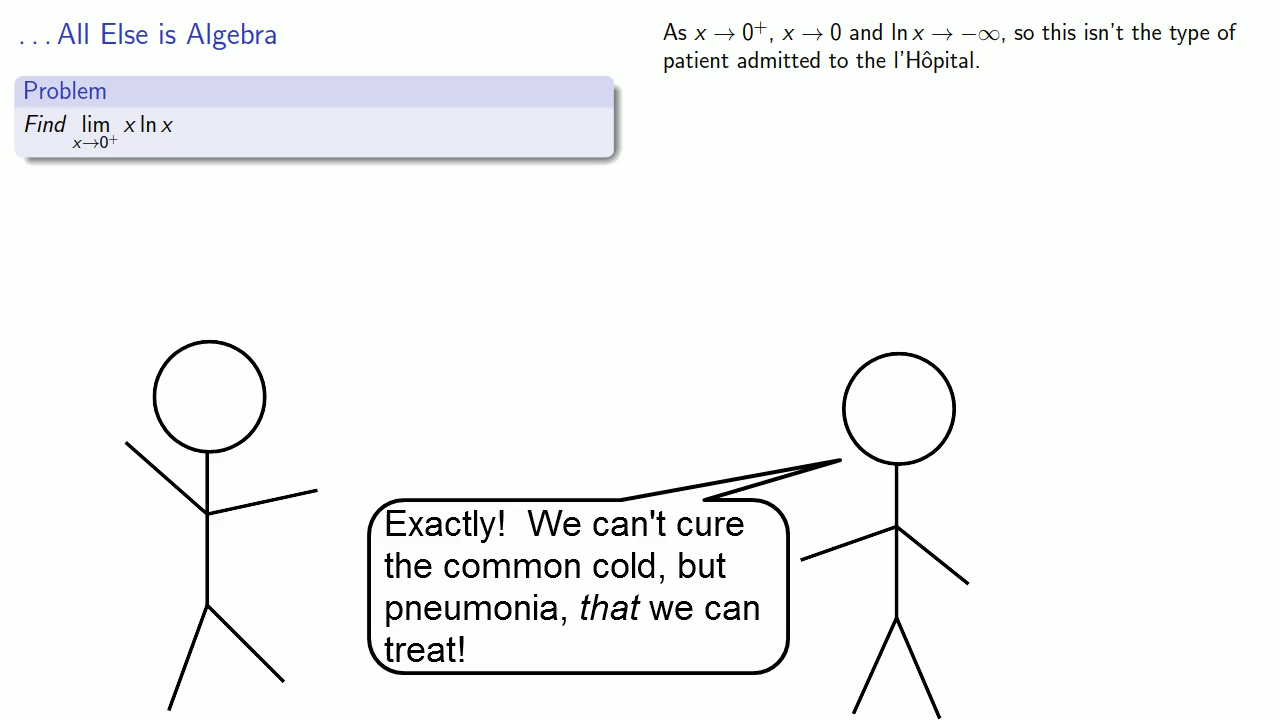 ...All Else is Algebra
Problem
Find lim x ln x
x→0⁺
As x → 0⁺, x → 0 and ln x → −∞, so this isn't the type of
patient admitted to the l'Hôpital.
Exactly! We can't cure
the common cold, but
pneumonia, that we can
treat!